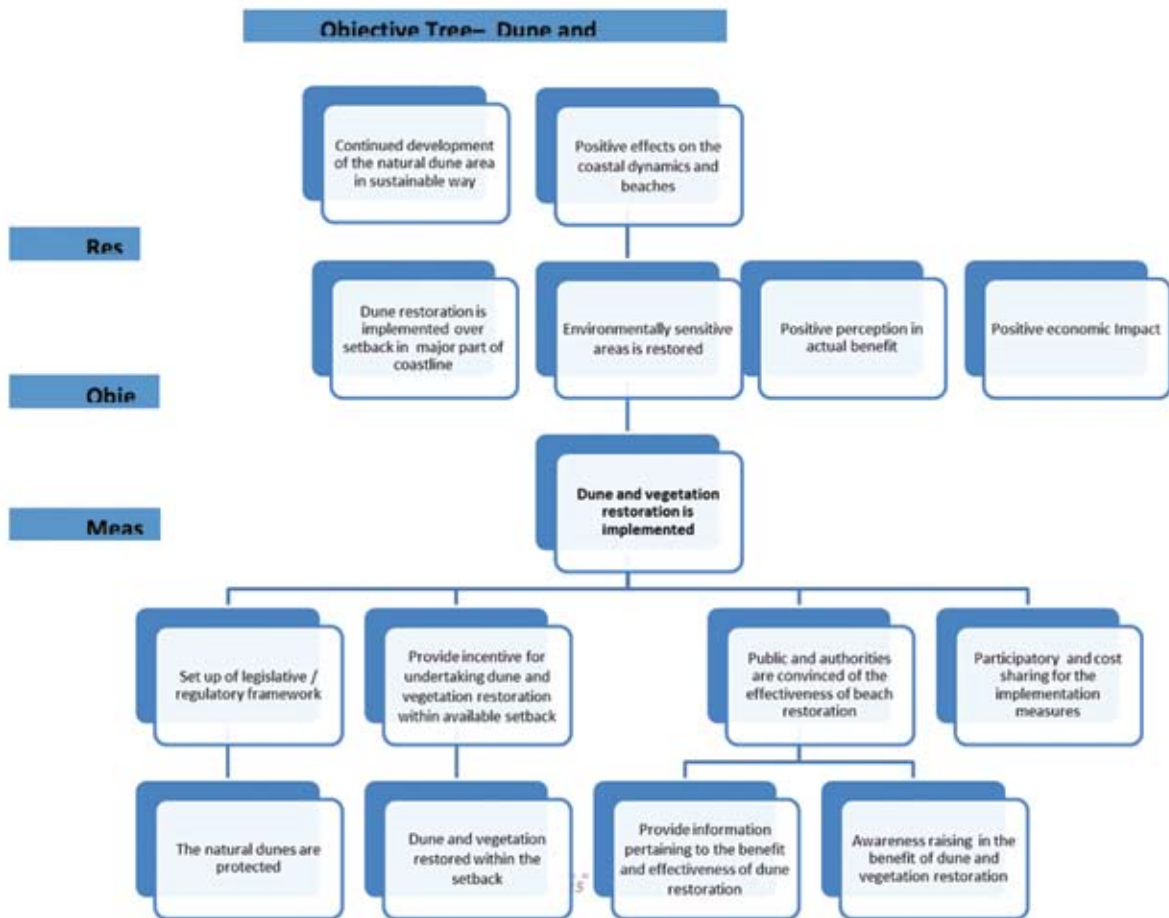 Objective Tree– Dune and
Continued development
of the natural dune area
in sustainable way
Positive effects on the
coastal dynamics and
beaches
Res
Dune restoration is
implemented over
setback in major part of
coastline
Environmentally sensitive
areas is restored
Positive perception in
actual benefit
Positive economic Impact
Obje
Dune and vegetation
restoration is
implemented
Meas
Set up of legislative /
regulatory framework
Provide incentive for
undertaking dune and
vegetation restoration
within available setback
Public and authorities
are convinced of the
effectiveness of beach
restoration
Participatory and cost
sharing for the
implementation
measures
The natural dunes are
protected
Dune and vegetation
restored within the
setback
Provide information
pertaining to the benefit
and effectiveness of dune
restoration
Awareness raising in the
benefit of dune and
vegetation restoration